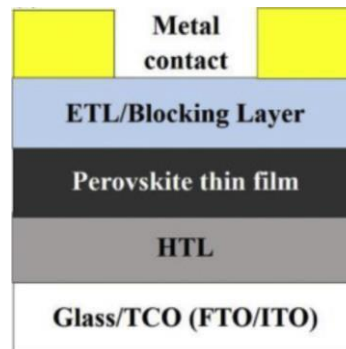 Metal
contact
ETL/Blocking Layer
Perovskite thin film
HTL
Glass/TCO (FTO/ITO)